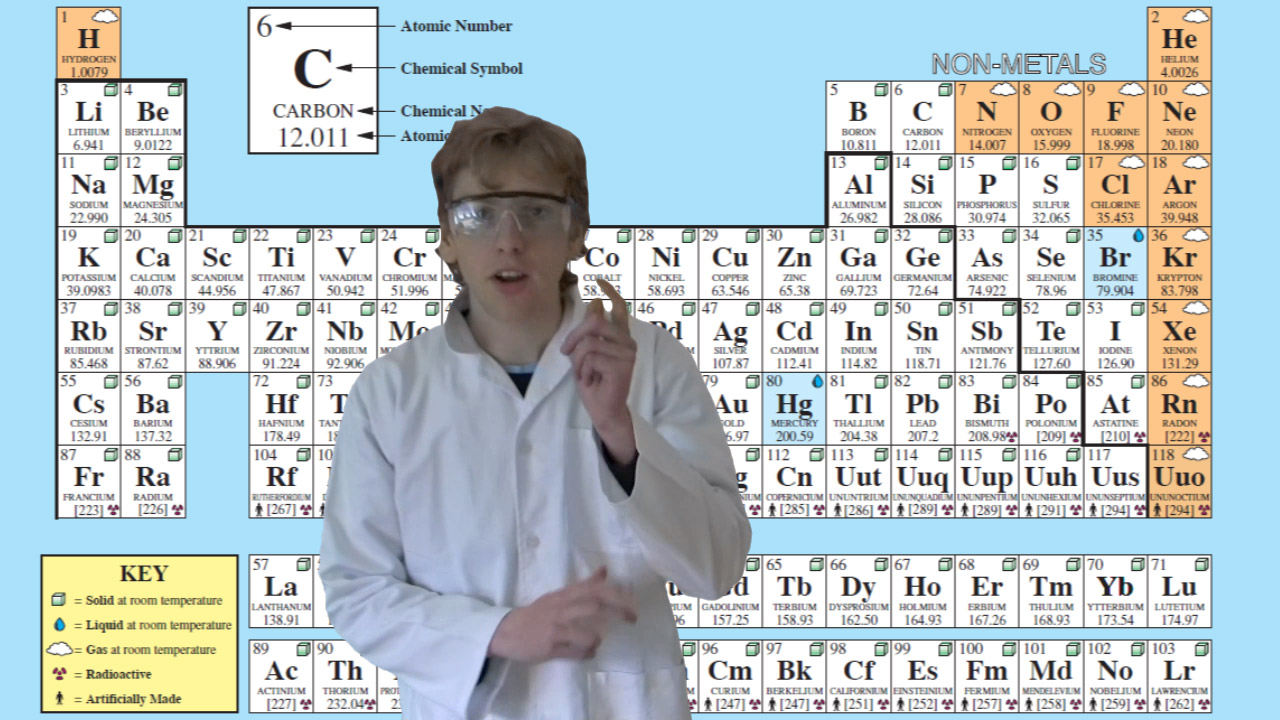 1
2
H
He
HYDROGEN
HELIUM
1.0079
4.0026
6
Atomic Number
C
Chemical Symbol
CARBON
Chemical
12.011
Atomic
NON-METALS
3 4 5 6 7 8 9 10
Li Be B C N O F Ne
LITHIUM BERYLLIUM BORON CARBON NITROGEN OXYGEN FLUORINE NEON
6.941 9.0122 10.811 12.011 14.007 15.999 18.998 20.180
11 12 13 14 15 16 17 18
Na Mg Al Si P S Cl Ar
SODIUM MAGNESIUM ALUMINUM SILICON PHOSPHORUS SULFUR CHLORINE ARGON
22.990 24.305 26.982 28.086 30.974 32.065 35.453 39.948
19 20 21 22 23 24 28 29 30 31 32 33 34 35 36
K Ca Sc Ti V Cr Co Ni Cu Zn Ga Ge As Se Br Kr
POTASSIUM CALCIUM SCANDIUM TITANIUM VANADIUM CHROMIUM COBALT NICKEL COPPER ZINC GALLIUM GERMANIUM ARSENIC SELENIUM BROMINE KRYPTON
39.0983 40.078 44.956 47.867 50.942 51.996 58.693 63.546 65.38 69.723 72.64 74.922 78.96 79.904 83.798
37 38 39 40 41 42 46 47 48 49 50 51 52 53 54
Rb Sr Y Zr Nb Mo Ag Cd In Sn Sb Te I Xe
RUBIDIUM STRONTIUM YTTRIUM ZIRCONIUM NIOBIUM SILVER CADMIUM INDIUM TIN ANTIMONY TELLURIUM IODINE XENON
85.468 87.62 88.906 91.224 92.906 107.87 112.41 114.82 118.71 121.76 127.60 126.90 131.29
55 56 72 73 79 80 81 82 83 84 85 86
Cs Ba Hf Au Hg Tl Pb Bi Po At Rn
CESIUM BARIUM HAFNIUM MERCURY THALLIUM LEAD BISMUTH POLONIUM ASTATINE RADON
132.91 137.32 178.49 200.59 204.38 207.2 208.98 [209] [210] [222]
87 88 104 112 113 114 115 116 117 118
Fr Ra Rf Cn Uut Uuq Uup Uuh Uus Uuo
FRANCIUM RADIUM RUTHERFORDIUM COPERNICIUM UNUNTRIUM UNUNQUADIUM UNUNPENTIUM UNUNHEXIUM UNUNSEPTIUM UNUNOCTIUM
[223] [226] [267] [285] [286] [289] [289] [291] [294] [294]
KEY
= Solid at room temperature
= Liquid at room temperature
= Gas at room temperature
= Radioactive
= Artificially Made
57 65 66 67 68 69 70 71
La Tb Dy Ho Er Tm Yb Lu
LANTHANUM GADOLINIUM TERBIUM DYSPROSIUM HOLMIUM ERBIUM THULIUM YTTERBIUM LUTETIUM
138.91 157.25 158.93 162.50 164.93 167.26 168.93 173.54 174.97
89 90 96 97 98 99 100 101 102 103
Ac Th Cm Bk Cf Es Fm Md No Lr
ACTINIUM THORIUM CURIUM BERKELIUM CALIFORNIUM EINSTEINIUM FERMIUM MENDELEVIUM NOBELIUM LAWRENCIUM
[227] 232.04 [247] [247] [251] [252] [257] [258] [259] [262]